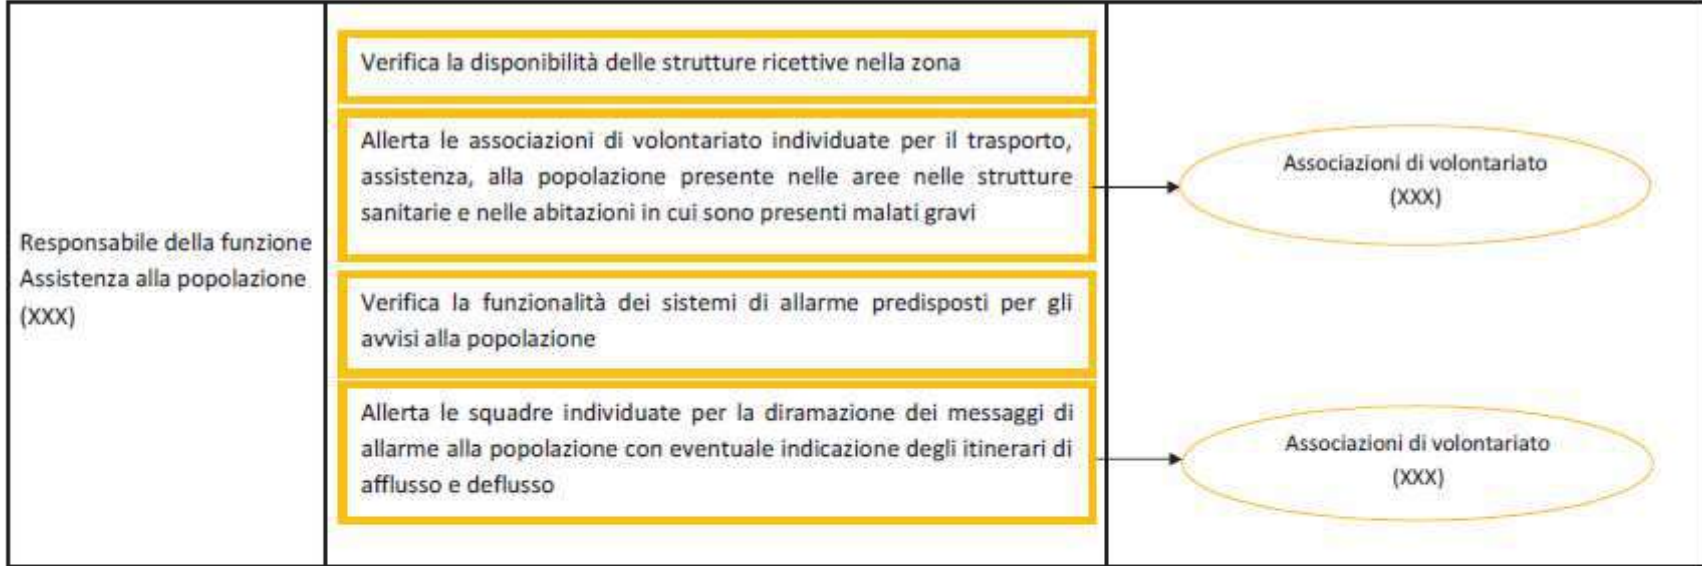 Responsabile della funzione
Assistenza alla popolazione
(XXX)
Verifica la disponibilità delle strutture ricettive nella zona
Allerta le associazioni di volontariato individuate per il trasporto,
assistenza, alla popolazione presente nelle aree nelle strutture
sanitarie e nelle abitazioni in cui sono presenti malati gravi
Verifica la funzionalità dei sistemi di allarme predisposti per gli
avvisi alla popolazione
Allerta le squadre individuate per la diramazione dei messaggi di
allarme alla popolazione con eventuale indicazione degli itinerari di
afflusso e deflusso
Associazioni di volontariato
(XXX)
Associazioni di volontariato
(XXX)